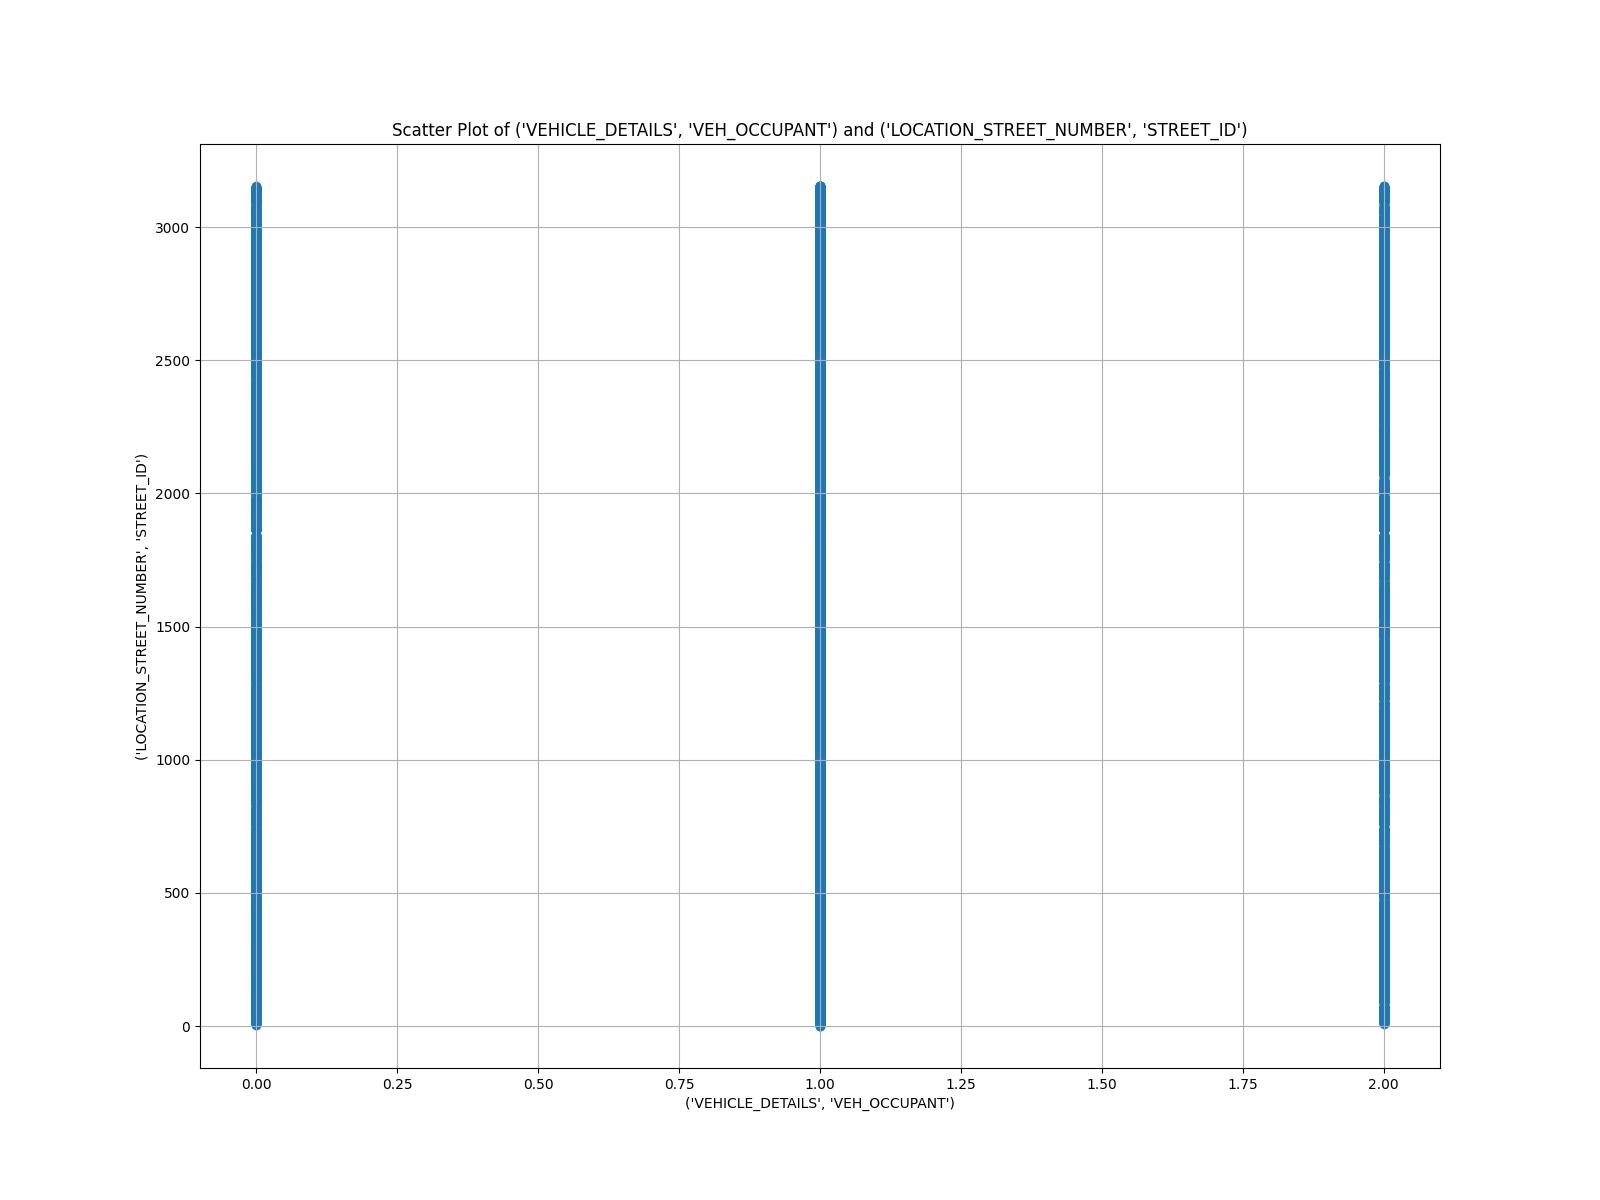 Scatter Plot of ('VEHICLE_DETAILS', 'VEH_OCCUPANT') and ('LOCATION_STREET_NUMBER', 'STREET_ID')
('LOCATION_STREET_NUMBER', 'STREET_ID')
3000
2500
2000
1500
1000
500
0
0.00 0.25 0.50 0.75 1.00 1.25 1.50 1.75 2.00
('VEHICLE_DETAILS', 'VEH_OCCUPANT')